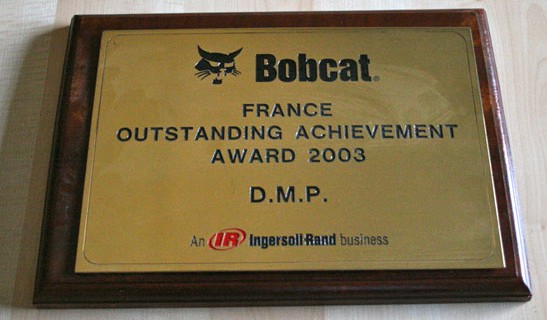 Bobcat®
FRANCE
OUTSTANDING ACHIEVEMENT
AWARD 2003
D.M.P.
An IR Ingersoll-Rand business